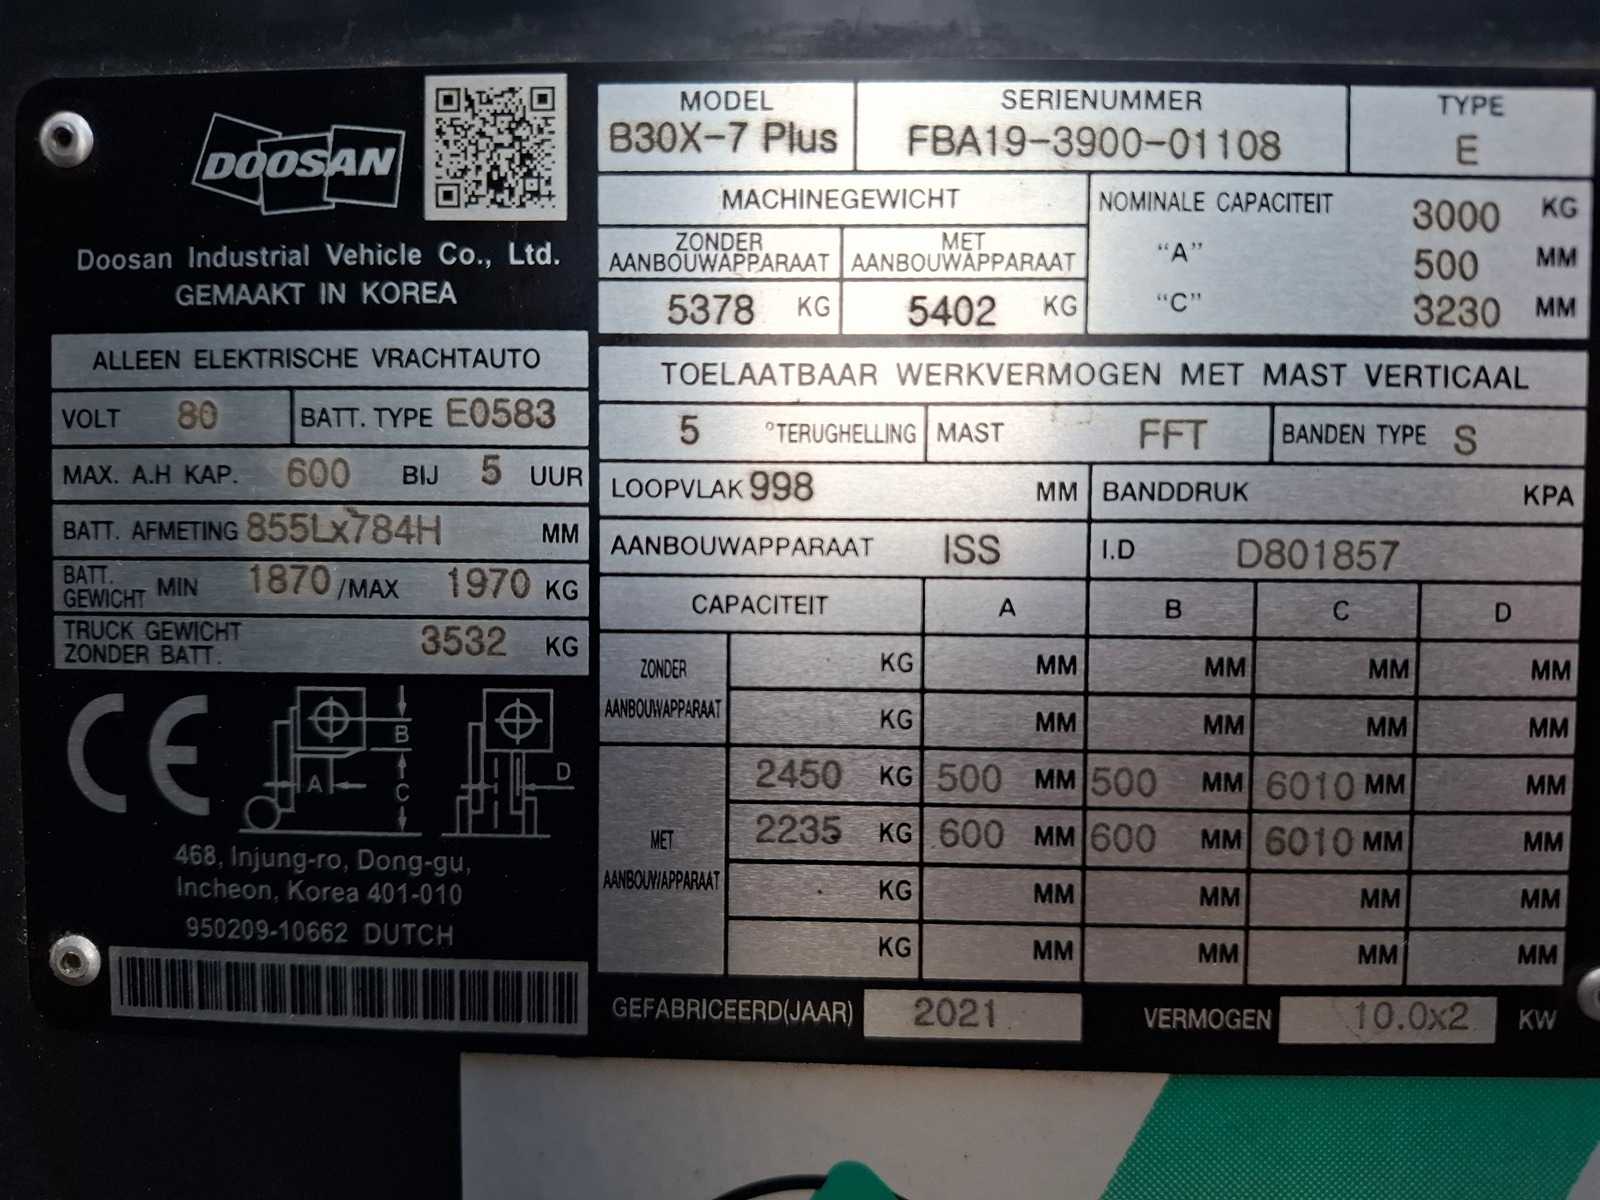 DOOSAN
Doosan Industrial Vehicle Co., Ltd.
GEMAAKT IN KOREA
ALLEEN ELEKTRISCHE VRACHTAUTO
VOLT 80 BATT. TYPE E0583
MAX. A.H KAP. 600 BIJ 5 UUR
BATT. AFMETING 855Lx784H MM
BATT. GEWICHT MIN 1870 /MAX 1970 KG
TRUCK GEWICHT ZONDER BATT. 3532 KG
CE
A B C D
468, Injung-ro, Dong-gu,
Incheon, Korea 401-010
950209-10662 DUTCH
MODEL SERIENUMMER TYPE
B30X-7 Plus FBA19-3900-01108 E
MACHINEGEWICHT
ZONDER AANBOUWAPPARAAT MET AANBOUWAPPARAAT
5378 KG 5402 KG
NOMINALE CAPACITEIT 3000 KG
"A" 500 MM
"C" 3230 MM
TOELAATBAAR WERKVERMOGEN MET MAST VERTICAAL
5 °TERUGHELLING MAST FFT BANDEN TYPE S
LOOPVLAK 998 MM BANDDRUK KPA
AANBOUWAPPARAAT ISS I.D D801857
CAPACITEIT A B C D
ZONDER AANBOUWAPPARAAT
KG MM MM MM MM
KG MM MM MM MM
MET AANBOUWAPPARAAT
2450 KG 500 MM 500 MM 6010 MM MM
2235 KG 600 MM 600 MM 6010 MM MM
KG MM MM MM MM
KG MM MM MM MM
GEFABRICEERD(JAAR) 2021 VERMOGEN 10.0x2 KW